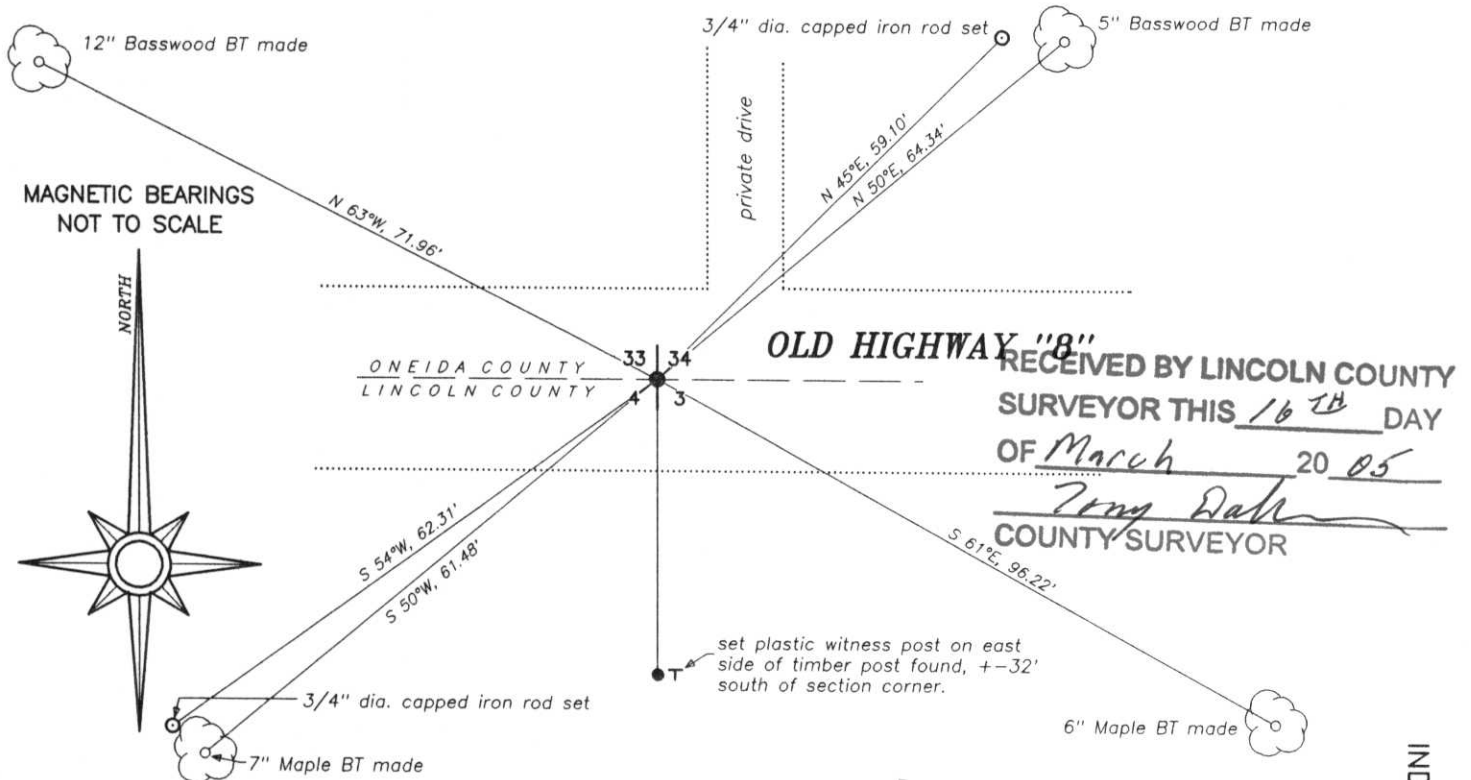 12" Basswood BT made
3/4" dia. capped iron rod set
5" Basswood BT made
private drive
N 45°E, 59.10'
N 50°E, 64.34'
MAGNETIC BEARINGS
NOT TO SCALE
N 63°W, 71.96'
NORTH
33 34
OLD HIGHWAY "8"
ONEIDA COUNTY
LINCOLN COUNTY
4 3
RECEIVED BY LINCOLN COUNTY
SURVEYOR THIS 16TH DAY
OF March 20 05
Tony
COUNTY SURVEYOR
S 54°W, 62.31'
S 50°W, 61.48'
S 61°E, 96.22'
set plastic witness post on east
side of timber post found, +-32'
south of section corner.
T
3/4" dia. capped iron rod set
7" Maple BT made
6" Maple BT made